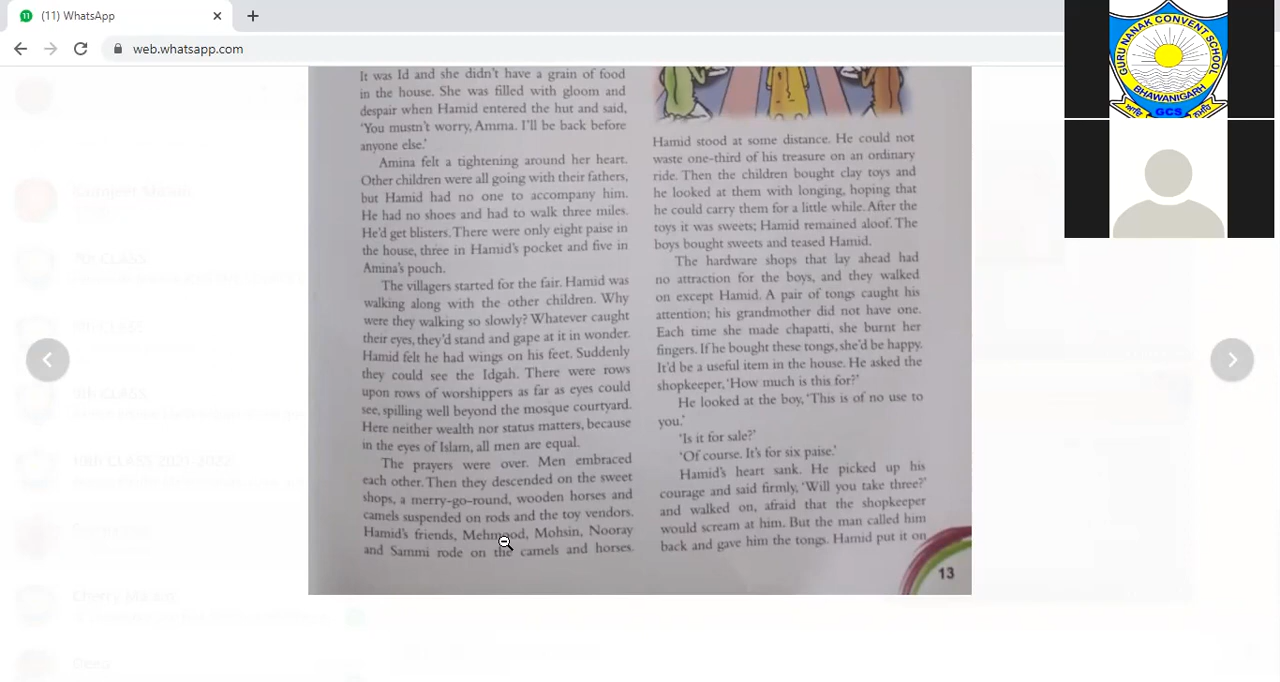 (11) WhatsApp
web.whatsapp.com
It was Id and she didn't have a grain of food
in the house. She was filled with gloom and
despair when Hamid entered the hut and said,
'You mustn't worry, Amma. I'll be back before
anyone else.'
Amina felt a tightening around her heart.
Other children were all going with their fathers,
but Hamid had no one to accompany him.
He had no shoes and had to walk three miles.
He'd get blisters. There were only eight paise in
the house, three in Hamid's pocket and five in
Amina's pouch.
The villagers started for the fair. Hamid was
walking along with the other children. Why
were they walking so slowly? Whatever caught
their eyes, they'd stand and gape at it in wonder.
Hamid felt he had wings on his feet. Suddenly
they could see the Idgah. There were rows
upon rows of worshippers as far as eyes could
see, spilling well beyond the mosque courtyard.
Here neither wealth nor status matters, because
in the eyes of Islam, all men are equal.
The prayers were over. Men embraced
each other. Then they descended on the sweet
shops, a merry-go-round, wooden horses and
camels suspended on rods and the toy vendors.
Hamid's friends, Mehmood, Mohsin, Nooray
and Sammi rode on the camels and horses.
Hamid stood at some distance. He could not
waste one-third of his treasure on an ordinary
ride. Then the children bought clay toys and
he looked at them with longing, hoping that
he could carry them for a little while. After the
toys it was sweets; Hamid remained aloof. The
boys bought sweets and teased Hamid.
The hardware shops that lay ahead had
no attraction for the boys, and they walked
on except Hamid. A pair of tongs caught his
attention; his grandmother did not have one.
Each time she made chapatti, she burnt her
fingers. If he bought these tongs, she'd be happy.
It'd be a useful item in the house. He asked the
shopkeeper, 'How much is this for?'
He looked at the boy, 'This is of no use to
you.'
'Is it for sale?'
'Of course. It's for six paise.'
Hamid's heart sank. He picked up his
courage and said firmly, 'Will you take three?'
and walked on, afraid that the shopkeeper
would scream at him. But the man called him
back and gave him the tongs. Hamid put it on
13
GURU NANAK CONVENT SCHOOL
BHAWANIGARH
GCS